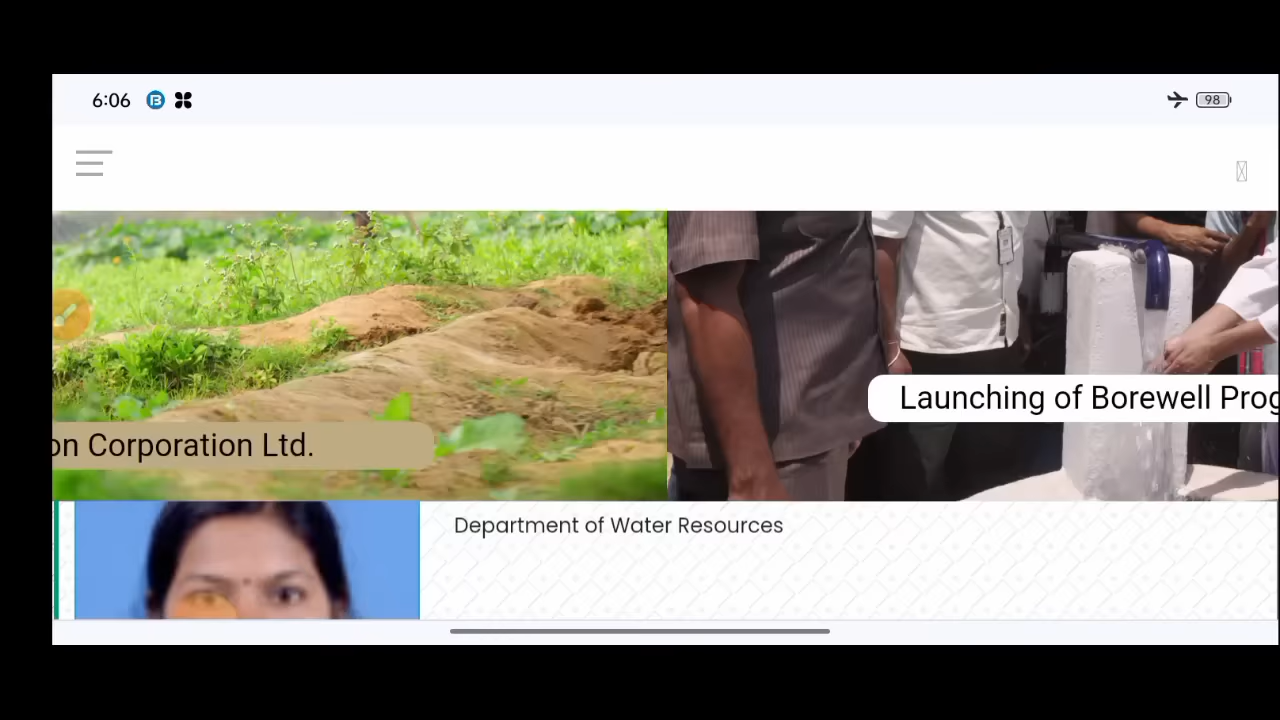 6:06
98
on Corporation Ltd.
Launching of Borewell Prog
Department of Water Resources